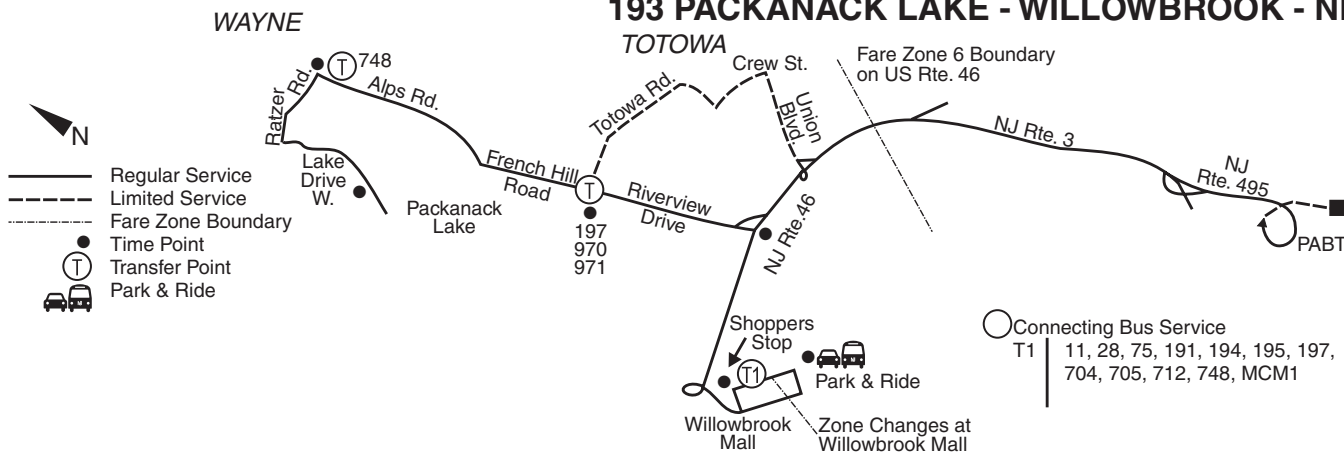 193 PACKANACK LAKE - WILLOWBROOK -
WAYNE
TOTOWA
748
Ratzer
Rd.
Alps Rd.
Totowa Rd.
Crew St.
Union
Blvd.
Fare Zone 6 Boundary
on US Rte. 46
NJ Rte. 3
NJ
Rte. 495
PABT
N
Regular Service
Limited Service
Fare Zone Boundary
Time Point
T Transfer Point
Park & Ride
Lake
Drive
W.
Packanack
Lake
French Hill
Road
T
T
197
970
971
Riverview
Drive
NJ Rte.46
Shoppers
Stop
T1
Park & Ride
Willowbrook
Mall
Zone Changes at
Willowbrook Mall
Connecting Bus Service
T1 11, 28, 75, 191, 194, 195, 197,
704, 705, 712, 748, MCM1